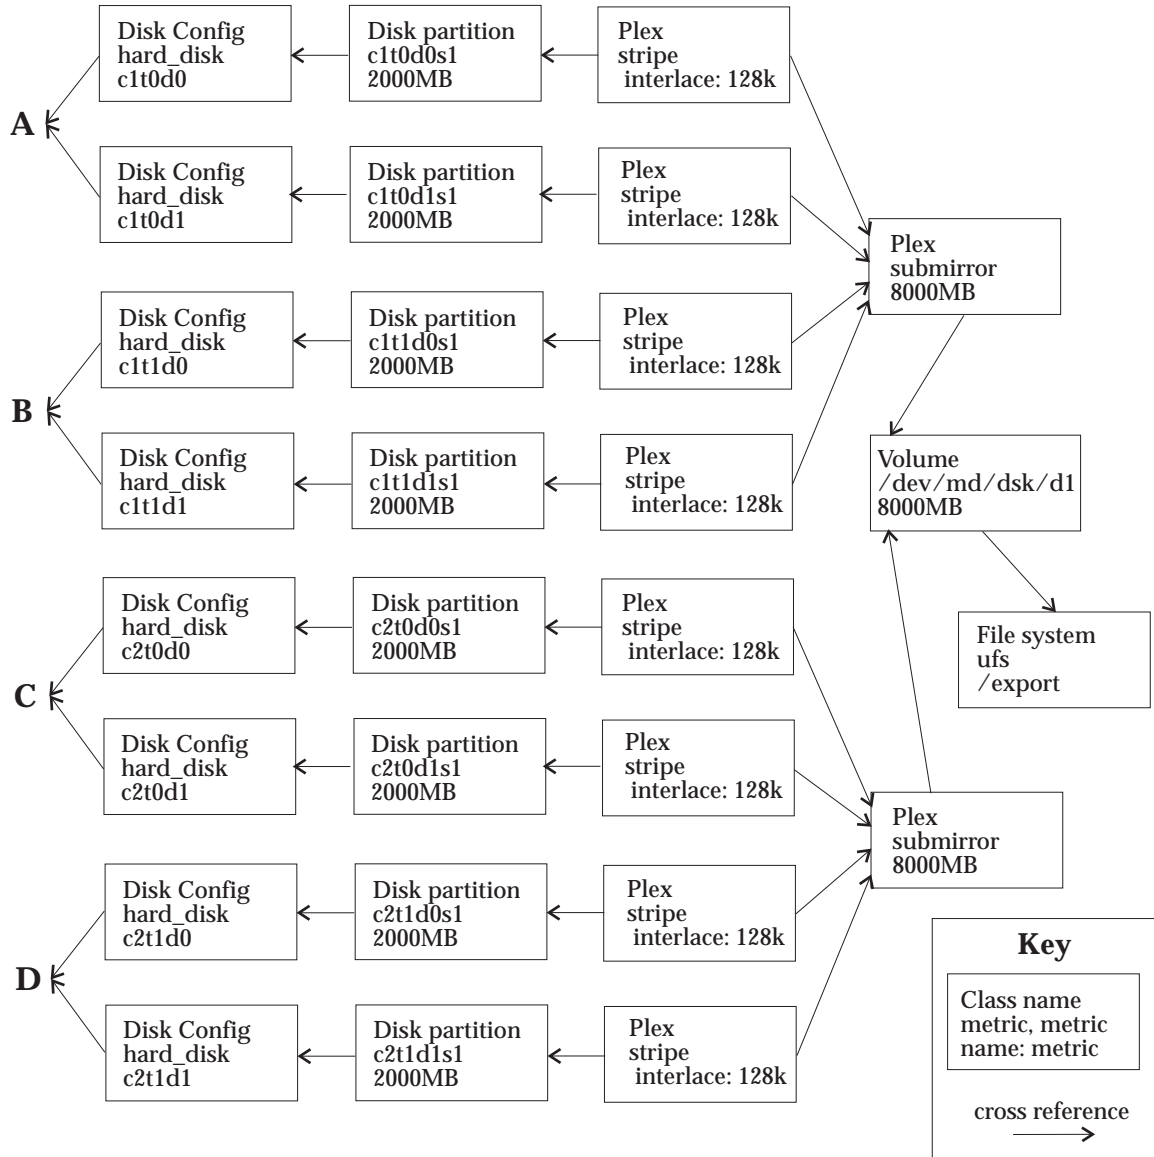 Disk Config
hard_disk
c1t0d0
Disk partition
c1t0d0s1
2000MB
Plex
stripe
interlace: 128k
A
Disk Config
hard_disk
c1t0d1
Disk partition
c1t0d1s1
2000MB
Plex
stripe
interlace: 128k
Plex
submirror
8000MB
Disk Config
hard_disk
c1t1d0
Disk partition
c1t1d0s1
2000MB
Plex
stripe
interlace: 128k
B
Disk Config
hard_disk
c1t1d1
Disk partition
c1t1d1s1
2000MB
Plex
stripe
interlace: 128k
Volume
/dev/md/dsk/d1
8000MB
Disk Config
hard_disk
c2t0d0
Disk partition
c2t0d0s1
2000MB
Plex
stripe
interlace: 128k
File system
ufs
/export
C
Disk Config
hard_disk
c2t0d1
Disk partition
c2t0d1s1
2000MB
Plex
stripe
interlace: 128k
Plex
submirror
8000MB
Disk Config
hard_disk
c2t1d0
Disk partition
c2t1d0s1
2000MB
Plex
stripe
interlace: 128k
D
Disk Config
hard_disk
c2t1d1
Disk partition
c2t1d1s1
2000MB
Plex
stripe
interlace: 128k
Key
Class name
metric, metric
name: metric
cross reference